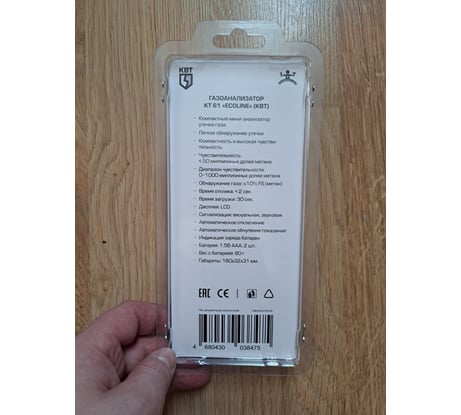 КВТ
ГАЗОАНАЛИЗАТОР
KT 61 «ECOLINE» (КВТ)
- Компактный мини-анализатор
утечки газа
- Легкое обнаружение утечки
- Компактность и высокая чувстви-
тельность
- Чувствительность:
< 50 миллионных долей метана
- Диапазон чувствительности:
0~1000 миллионных долей метана
- Обнаружение газа: ≤10% FS (метан)
- Время отклика: < 2 сек.
- Время загрузки: 30 сек.
- Дисплей: LCD
- Сигнализация: визуальная, звуковая
- Автоматическое отключение
- Автоматическое обнуление показаний
- Индикация заряда батареи
- Батарея: 1.5В ААА, 2 шт.
- Вес с батареей: 80 г
- Габариты: 180x32x31 мм
EAC CE
4 680430 038475